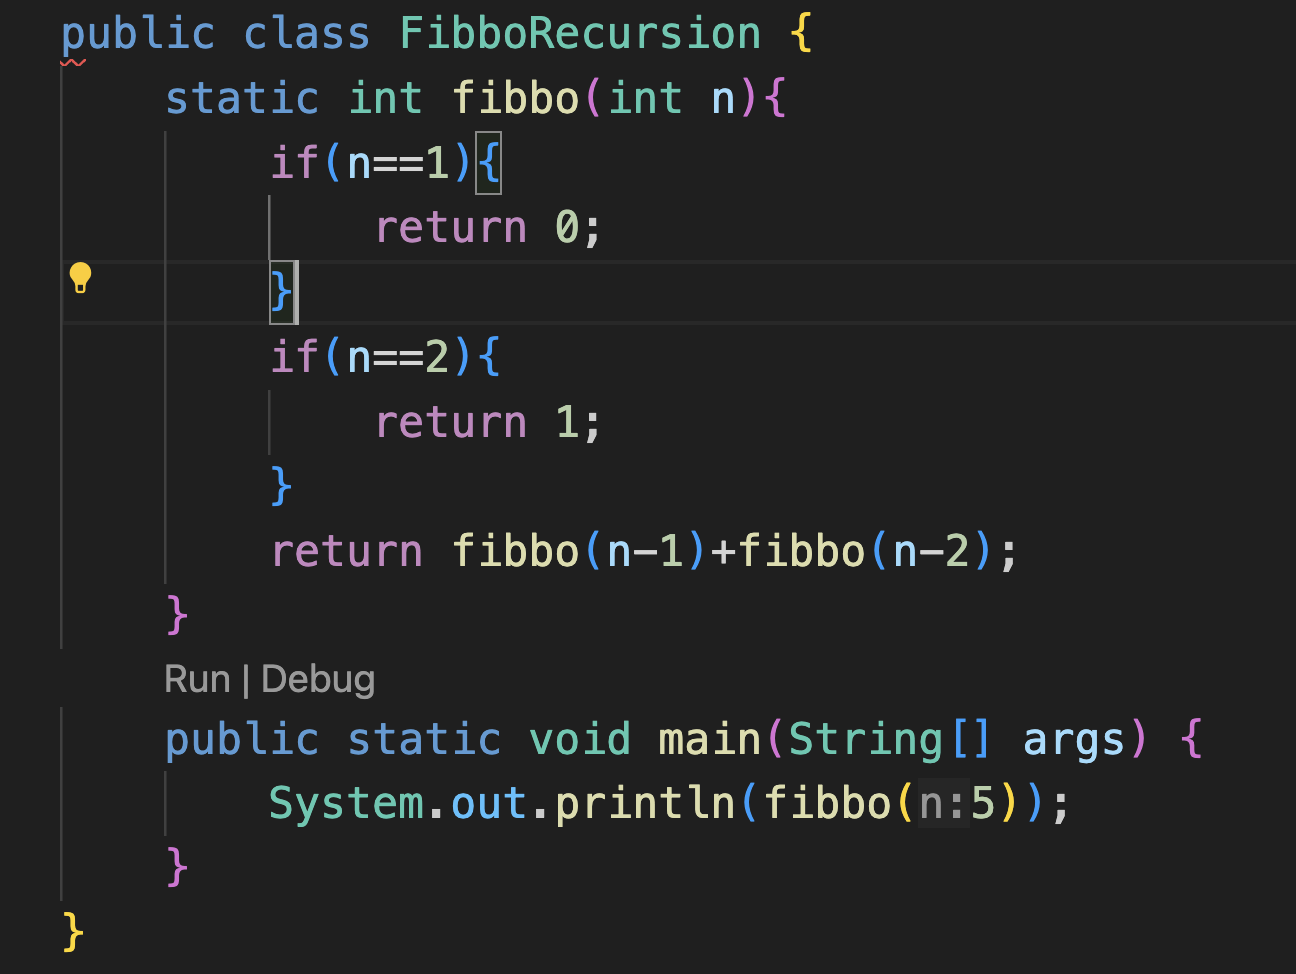 public class FibboRecursion {
    static int fibbo(int n){
        if(n==1){
            return 0;
        }
        if(n==2){
            return 1;
        }
        return fibbo(n-1)+fibbo(n-2);
    }
    Run | Debug
    public static void main(String[] args) {
        System.out.println(fibbo(n:5));
    }
}